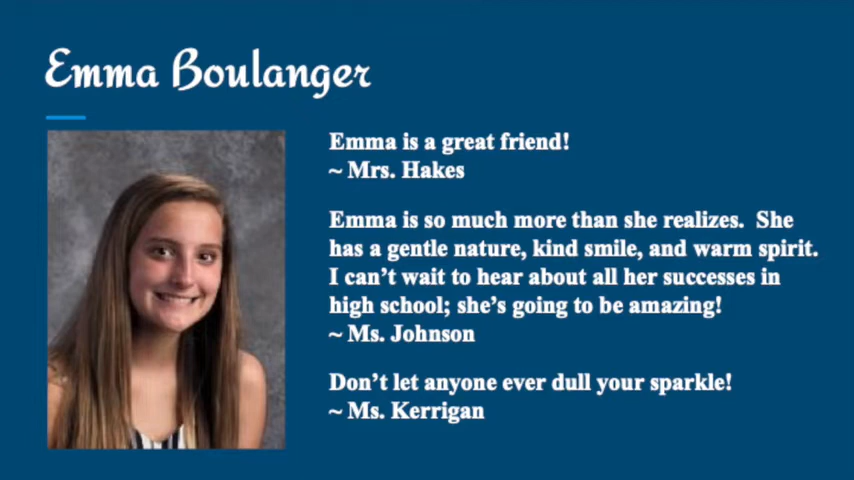 Emma Boulanger
Emma is a great friend!
~ Mrs. Hakes
Emma is so much more than she realizes.  She
has a gentle nature, kind smile, and warm spirit.
I can’t wait to hear about all her successes in
high school; she’s going to be amazing!
~ Ms. Johnson
Don’t let anyone ever dull your sparkle!
~ Ms. Kerrigan